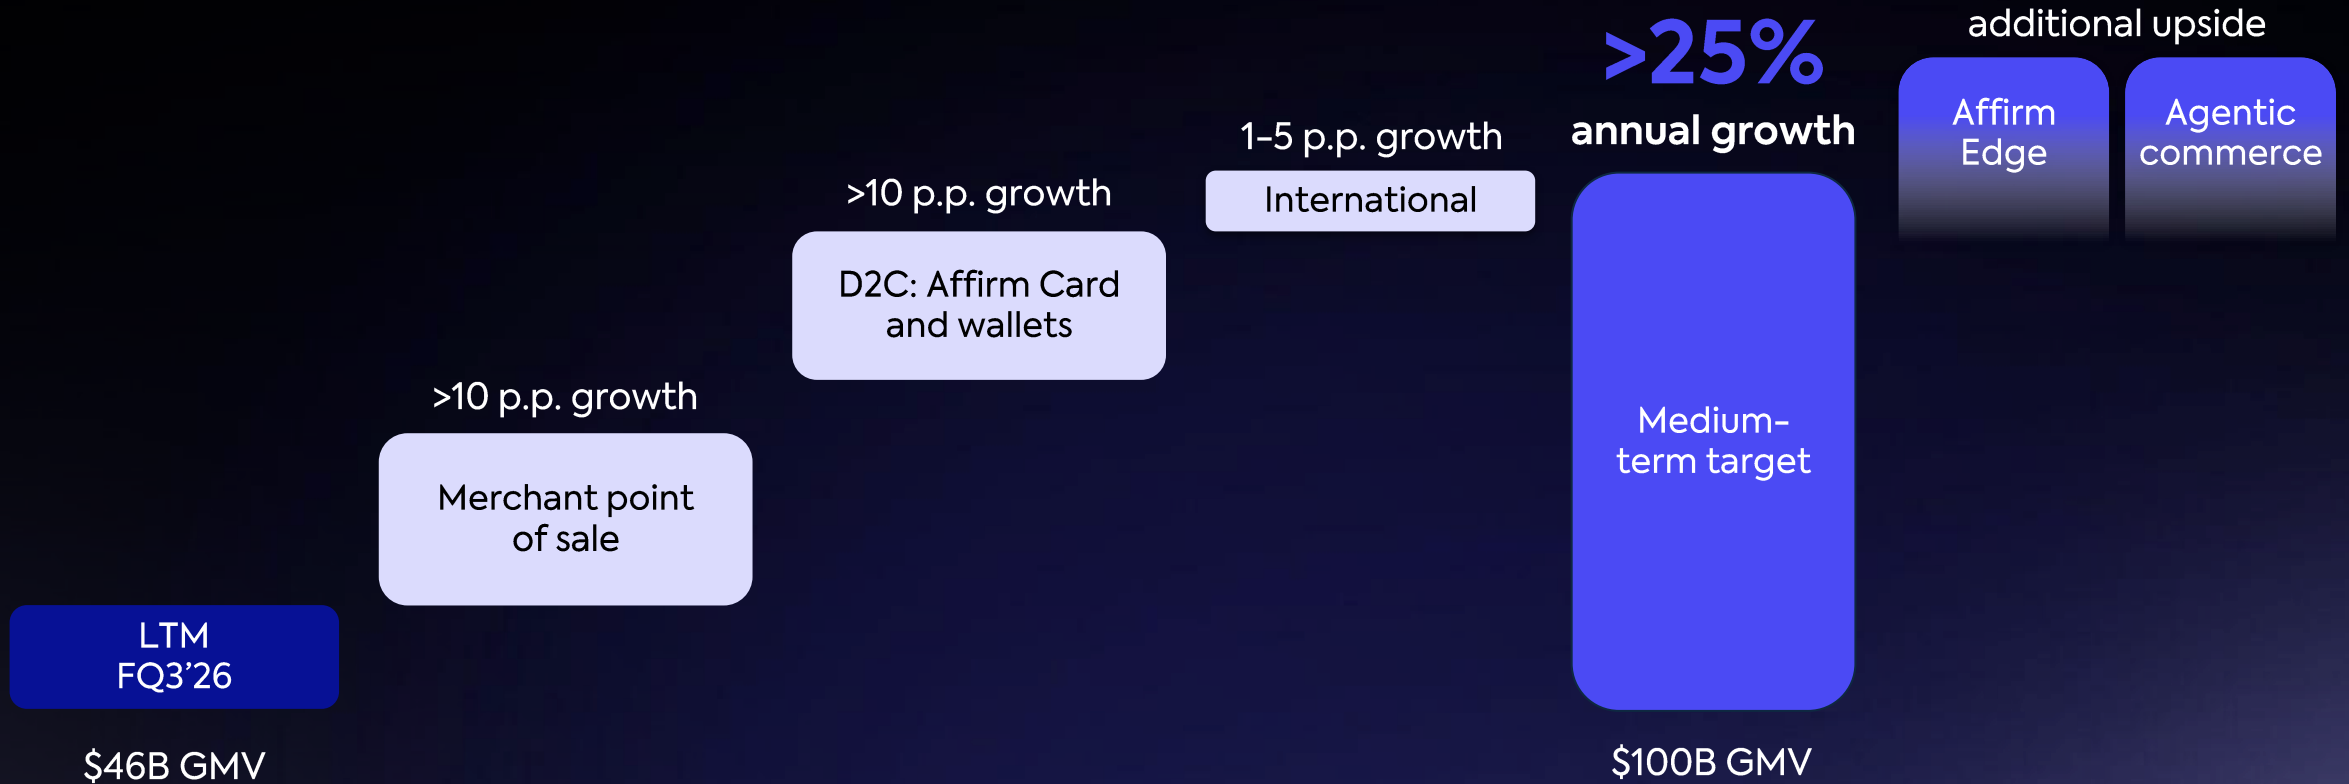 LTM
FQ3’26
$46B GMV
>10 p.p. growth
Merchant point
of sale
>10 p.p. growth
D2C: Affirm Card
and wallets
1-5 p.p. growth
International
>25%
annual growth
Medium-
term target
$100B GMV
additional upside
Affirm
Edge
Agentic
commerce